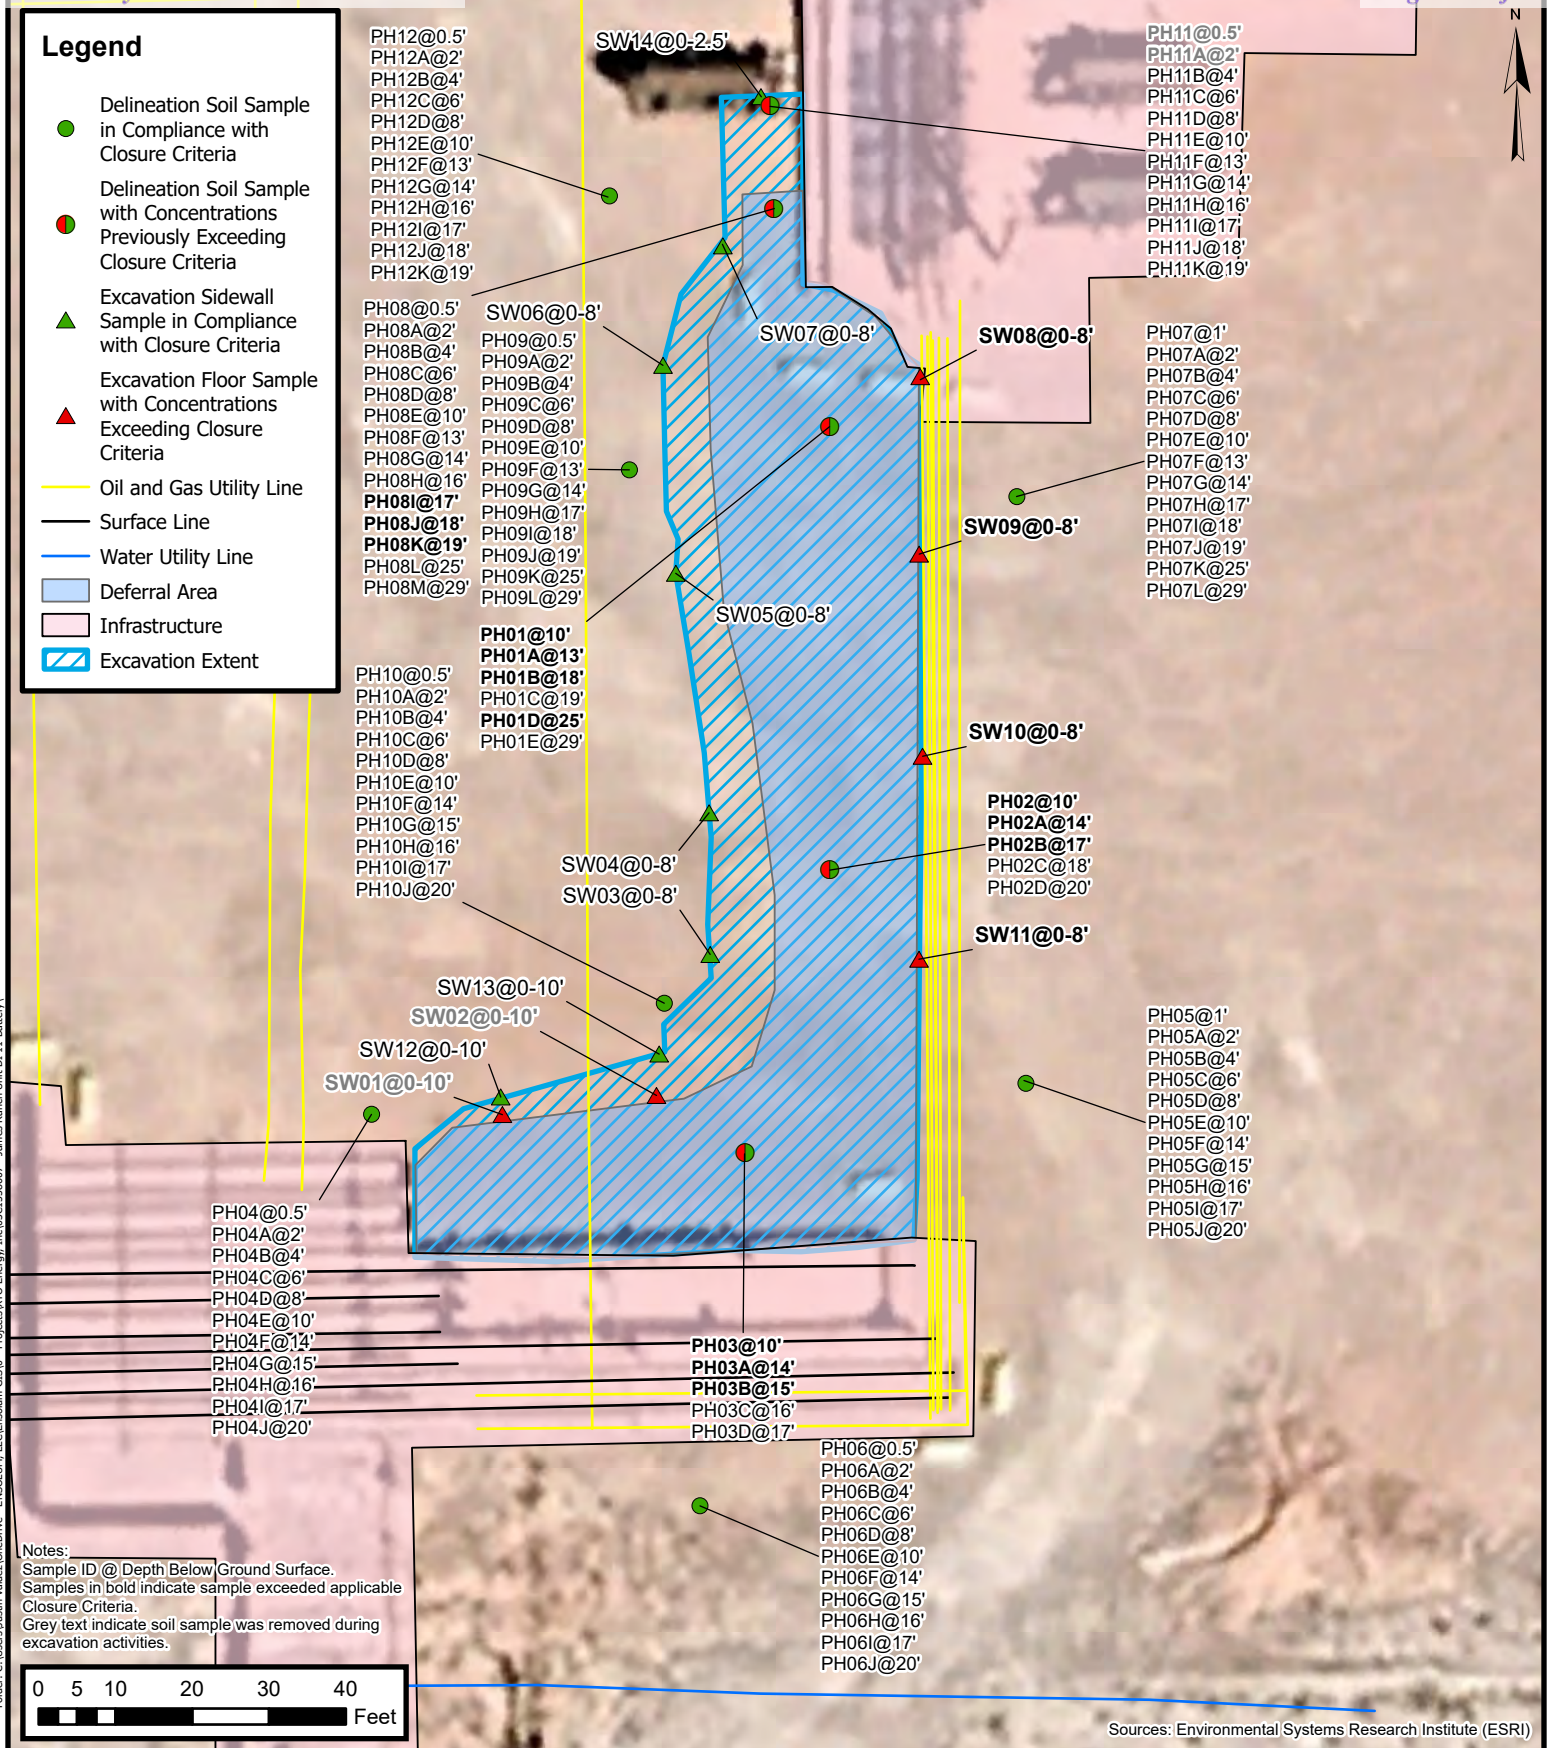 Legend
Delineation Soil Sample
in Compliance with
Closure Criteria
Delineation Soil Sample
with Concentrations
Previously Exceeding
Closure Criteria
Excavation Sidewall
Sample in Compliance
with Closure Criteria
Excavation Floor Sample
with Concentrations
Exceeding Closure
Criteria
Oil and Gas Utility Line
Surface Line
Water Utility Line
Deferral Area
Infrastructure
Excavation Extent
PH12@0.5'
PH12A@2'
PH12B@4'
PH12C@6'
PH12D@8'
PH12E@10'
PH12F@13'
PH12G@14'
PH12H@16'
PH12I@17'
PH12J@18'
PH12K@19'
SW14@0-2.5'
PH11@0.5'
PH11A@2'
PH11B@4'
PH11C@6'
PH11D@8'
PH11E@10'
PH11F@13'
PH11G@14'
PH11H@16'
PH11I@17'
PH11J@18'
PH11K@19'
N
PH08@0.5'
PH08A@2'
PH08B@4'
PH08C@6'
PH08D@8'
PH08E@10'
PH08F@13'
PH08G@14'
PH08H@16'
PH08I@17'
PH08J@18'
PH08K@19'
PH08L@25'
PH08M@29'
SW06@0-8'
PH09@0.5'
PH09A@2'
PH09B@4'
PH09C@6'
PH09D@8'
PH09E@10'
PH09F@13'
PH09G@14'
PH09H@17'
PH09I@18'
PH09J@19'
PH09K@25'
PH09L@29'
SW07@0-8'
SW08@0-8'
PH07@1'
PH07A@2'
PH07B@4'
PH07C@6'
PH07D@8'
PH07E@10'
PH07F@13'
PH07G@14'
PH07H@17'
PH07I@18'
PH07J@19'
PH07K@25'
PH07L@29'
SW09@0-8'
SW05@0-8'
PH01@10'
PH01A@13'
PH01B@18'
PH01C@19'
PH01D@25'
PH01E@29'
PH10@0.5'
PH10A@2'
PH10B@4'
PH10C@6'
PH10D@8'
PH10E@10'
PH10F@14'
PH10G@15'
PH10H@16'
PH10I@17'
PH10J@20'
SW10@0-8'
PH02@10'
PH02A@14'
PH02B@17'
PH02C@18'
PH02D@20'
SW04@0-8'
SW03@0-8'
SW11@0-8'
SW13@0-10'
SW02@0-10'
SW12@0-10'
SW01@0-10'
PH05@1'
PH05A@2'
PH05B@4'
PH05C@6'
PH05D@8'
PH05E@10'
PH05F@14'
PH05G@15'
PH05H@16'
PH05I@17'
PH05J@20'
PH04@0.5'
PH04A@2'
PH04B@4'
PH04C@6'
PH04D@8'
PH04E@10'
PH04F@14'
PH04G@15'
PH04H@16'
PH04I@17'
PH04J@20'
PH03@10'
PH03A@14'
PH03B@15'
PH03C@16'
PH03D@17'
PH06@0.5'
PH06A@2'
PH06B@4'
PH06C@6'
PH06D@8'
PH06E@10'
PH06F@14'
PH06G@15'
PH06H@16'
PH06I@17'
PH06J@20'
Notes:
Sample ID @ Depth Below Ground Surface.
Samples in bold indicate sample exceeded applicable
Closure Criteria.
Grey text indicate soil sample was removed during
excavation activities.
0 5 10 20 30 40
Feet
Sources: Environmental Systems Research Institute (ESRI)